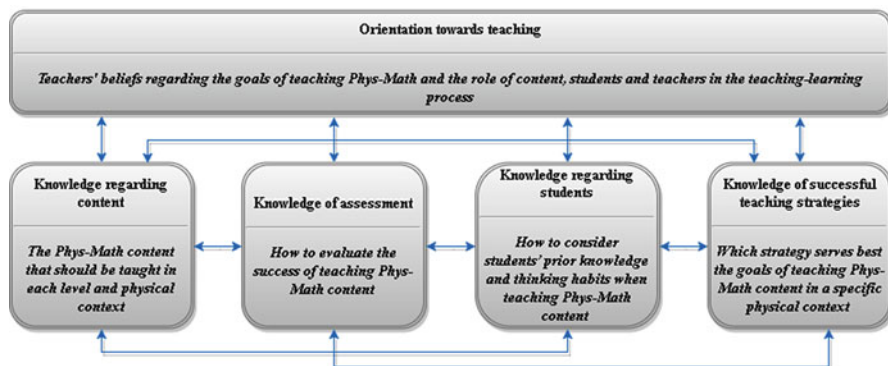 Orientation towards teaching
Teachers' beliefs regarding the goals of teaching Phys-Math and the role of content, students and teachers in the teaching-learning
process
Knowledge regarding
content
The Phys-Math content
that should be taught in
each level and physical
context
Knowledge of assessment
How to evaluate the
success of teaching Phys-
Math content
Knowledge regarding
students
How to consider
students' prior knowledge
and thinking habits when
teaching Phys-Math
content
Knowledge of successful
teaching strategies
Which strategy serves best
the goals of teaching Phys-
Math content in a specific
physical context